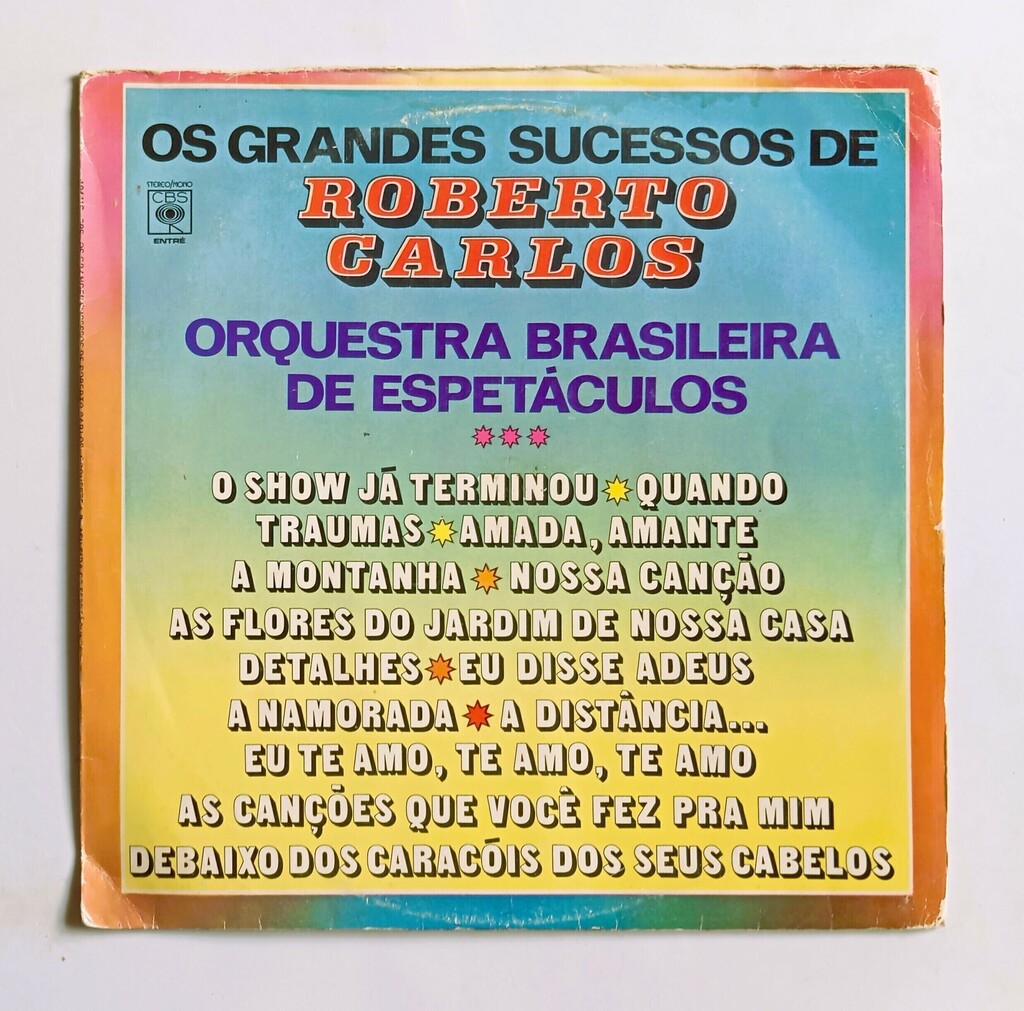 OS GRANDES SUCESSOS DE
STEREO/MONO
CBS
ENTRÉ
ROBERTO
CARLOS
ORQUESTRA BRASILEIRA
DE ESPETÁCULOS
O SHOW JÁ TERMINOU QUANDO
TRAUMAS AMADA, AMANTE
A MONTANHA NOSSA CANÇÃO
AS FLORES DO JARDIM DE NOSSA CASA
DETALHES EU DISSE ADEUS
A NAMORADA A DISTÂNCIA...
EU TE AMO, TE AMO, TE AMO
AS CANÇÕES QUE VOCÊ FEZ PRA MIM
DEBAIXO DOS CARACÓIS DOS SEUS CABELOS